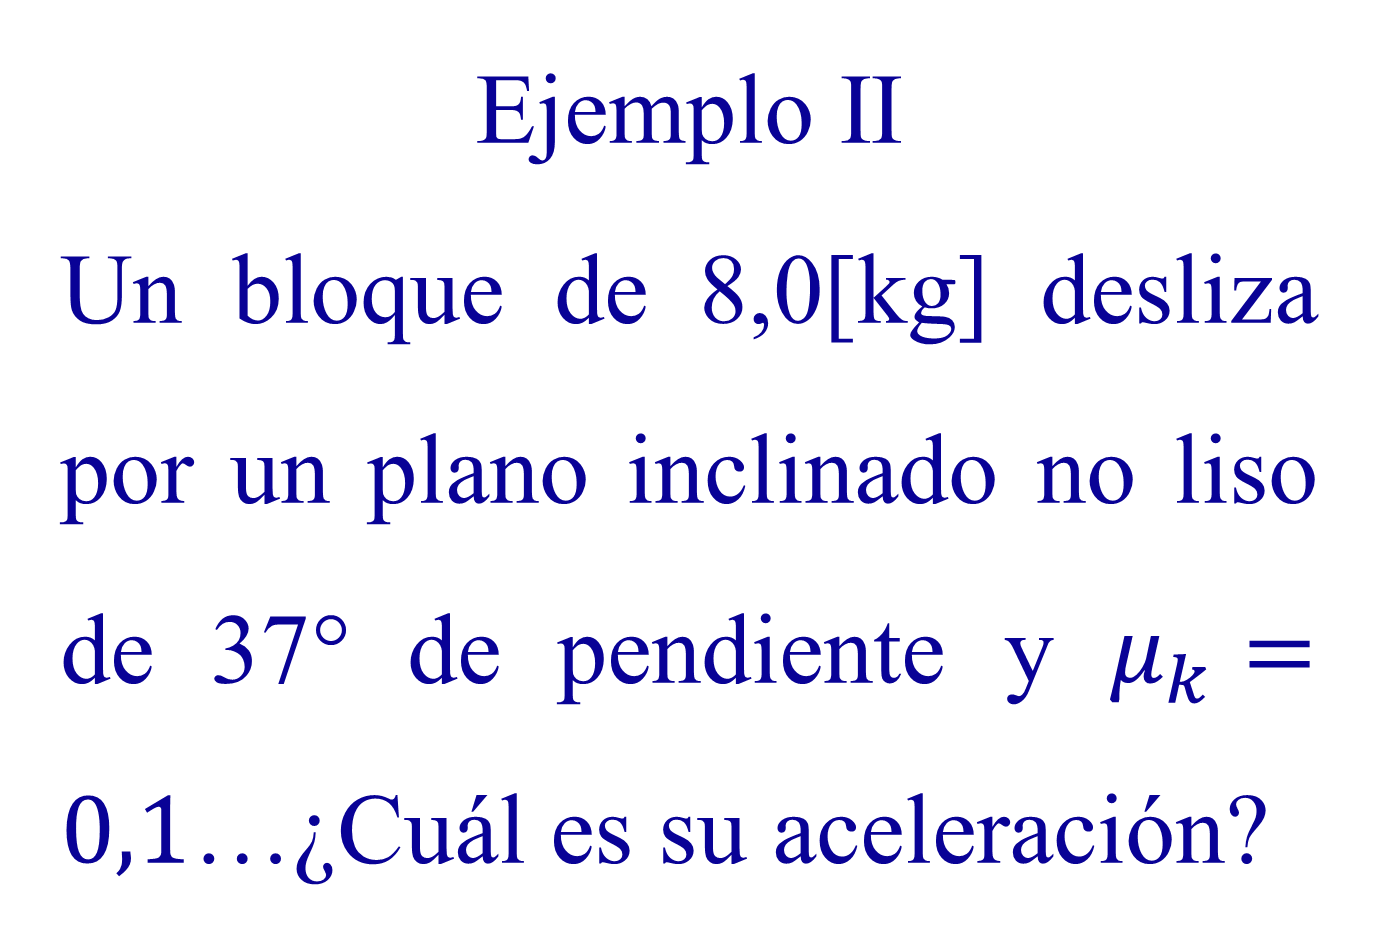 Ejemplo II
Un bloque de 8,0[kg] desliza
por un plano inclinado no liso
de 37° de pendiente y μₖ =
0,1…¿Cuál es su aceleración?